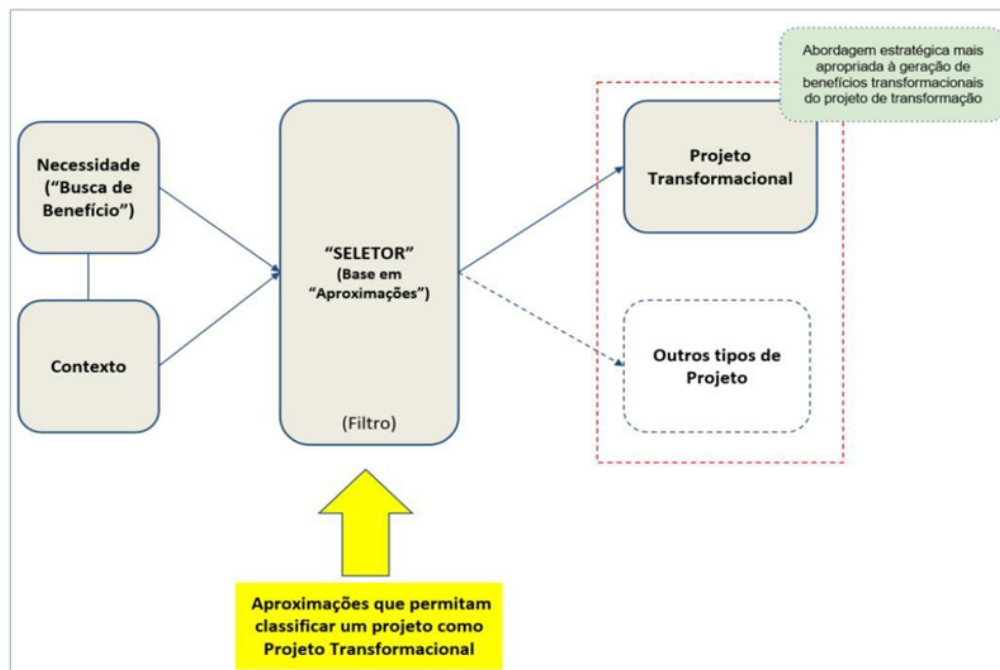 Abordagem estratégica mais
apropriada à geração de
benefícios transformacionais
do projeto de transformação
Necessidade
(“Busca de
Benefício”)
Projeto
Transformacional
“SELETOR”
(Base em
“Aproximações”)
Contexto
Outros tipos de
Projeto
(Filtro)
Aproximações que permitam
classificar um projeto como
Projeto Transformacional